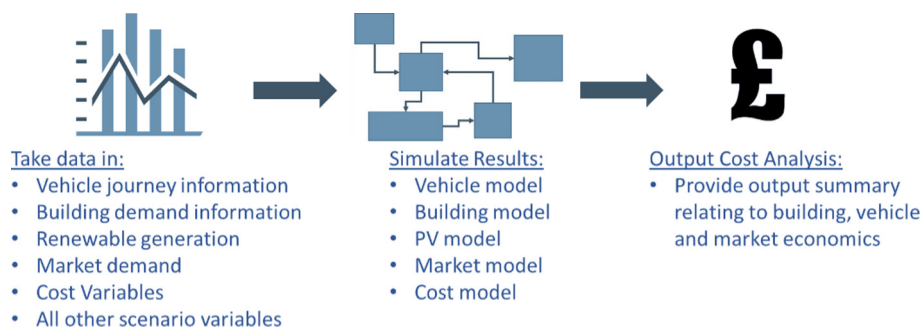 £
Take data in:
• Vehicle journey information
• Building demand information
• Renewable generation
• Market demand
• Cost Variables
• All other scenario variables
Simulate Results:
• Vehicle model
• Building model
• PV model
• Market model
• Cost model
Output Cost Analysis:
• Provide output summary
relating to building, vehicle
and market economics